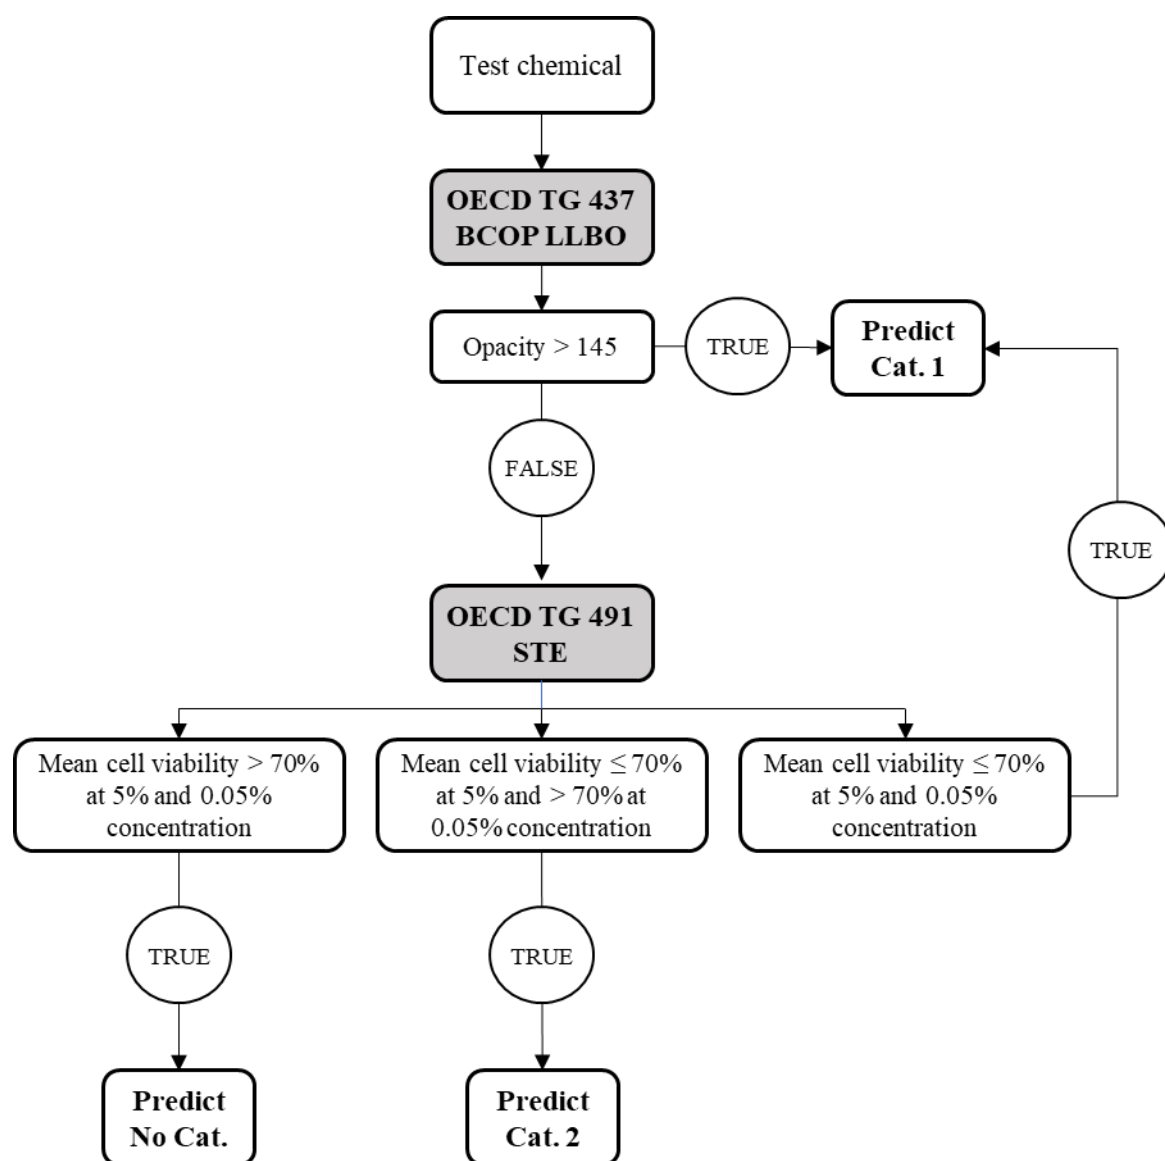 Test chemical
OECD TG 437
BCOP LLBO
Opacity > 145
TRUE
Predict
Cat. 1
FALSE
TRUE
OECD TG 491
STE
Mean cell viability > 70%
at 5% and 0.05%
concentration
Mean cell viability ≤ 70%
at 5% and > 70% at
0.05% concentration
Mean cell viability ≤ 70%
at 5% and 0.05%
concentration
TRUE
TRUE
Predict
No Cat.
Predict
Cat. 2